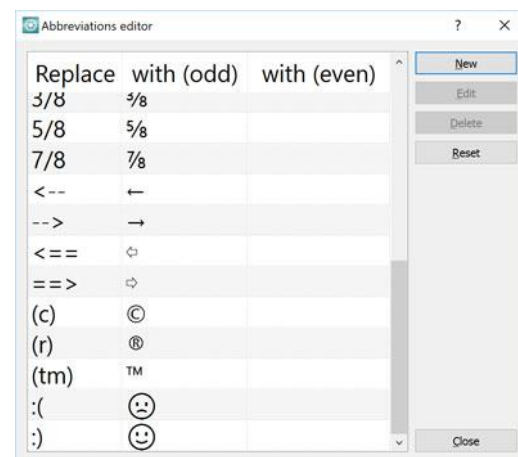 Abbreviations editor
Replace with (odd) with (even)
3/8 ⅜
5/8 ⅝
7/8 ⅞
<-- ←
--> →
<== ⇦
==> ⇨
(c) ©
(r) ®
(tm) ™
:( ☹
:) ☺
New
Edit
Delete
Reset
Close